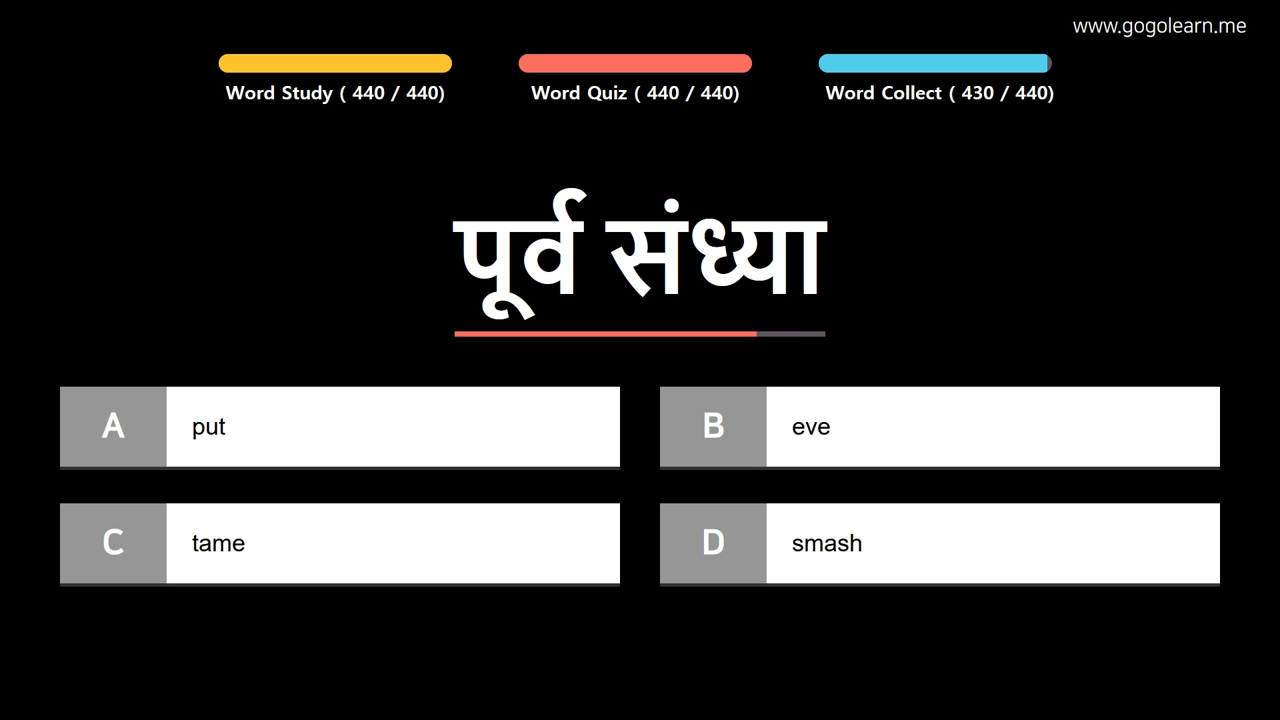 www.gogolearn.me
Word Study ( 440 / 440)
Word Quiz ( 440 / 440)
Word Collect ( 430 / 440)
पूर्व संध्या
A put
B eve
C tame
D smash